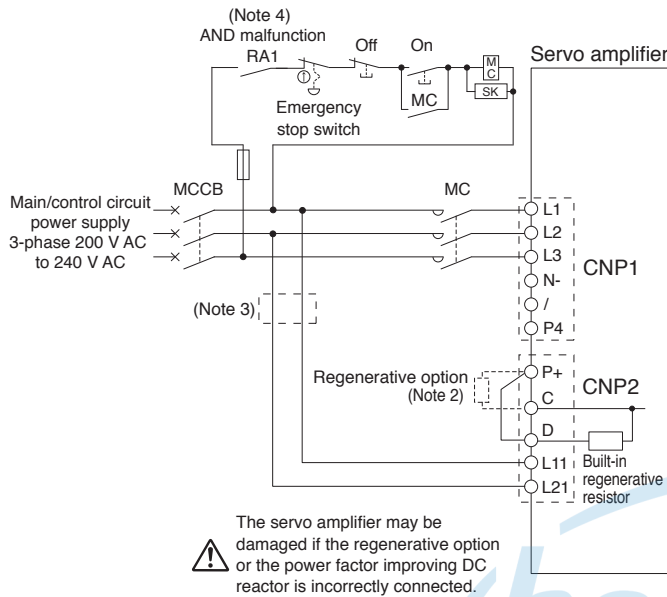 (Note 4)
AND malfunction
RA1
Off
On
MC
SK
Servo amplifier
MC
Emergency
stop switch
MCCB
MC
Main/control circuit
power supply
3-phase 200 V AC
to 240 V AC
L1
L2
L3
N-
/
P4
CNP1
(Note 3)
Regenerative option
(Note 2)
P+
C
D
L11
L21
CNP2
Built-in
regenerative
resistor
The servo amplifier may be
damaged if the regenerative option
or the power factor improving DC
reactor is incorrectly connected.